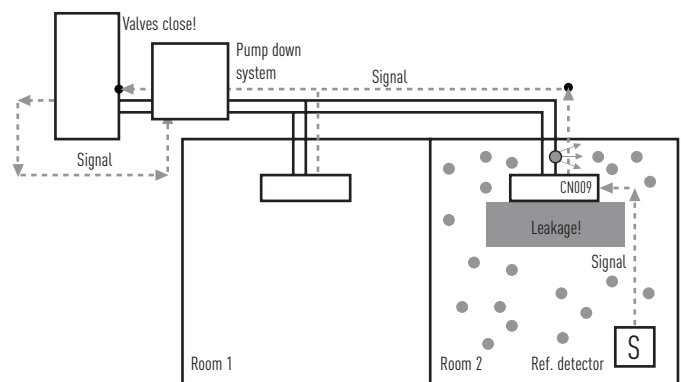 Valves close!
Pump down
system
Signal
Signal
CN009
Leakage!
Signal
S
Room 1
Room 2
Ref. detector